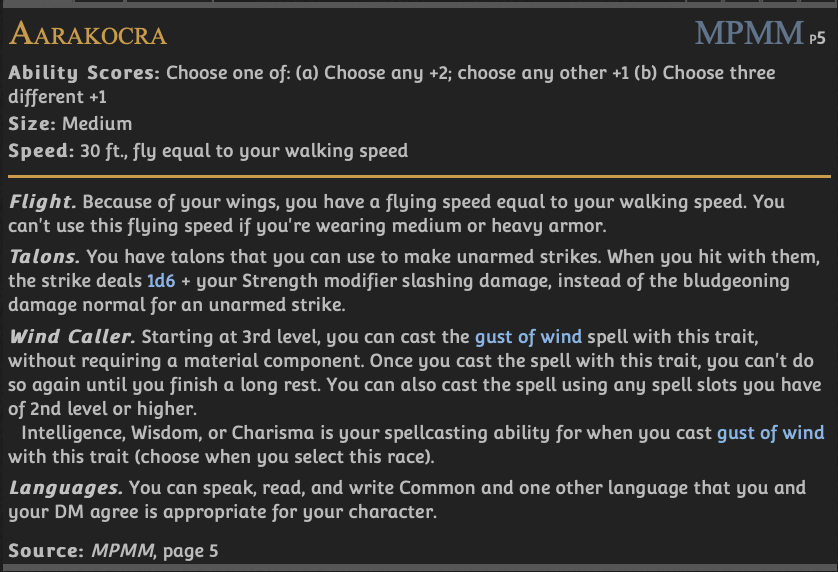 Aarakocra MPMM p5
Ability Scores: Choose one of: (a) Choose any +2; choose any other +1 (b) Choose three
different +1
Size: Medium
Speed: 30 ft., fly equal to your walking speed
Flight. Because of your wings, you have a flying speed equal to your walking speed. You
can't use this flying speed if you're wearing medium or heavy armor.
Talons. You have talons that you can use to make unarmed strikes. When you hit with them,
the strike deals 1d6 + your Strength modifier slashing damage, instead of the bludgeoning
damage normal for an unarmed strike.
Wind Caller. Starting at 3rd level, you can cast the gust of wind spell with this trait,
without requiring a material component. Once you cast the spell with this trait, you can't do
so again until you finish a long rest. You can also cast the spell using any spell slots you have
of 2nd level or higher.
Intelligence, Wisdom, or Charisma is your spellcasting ability for when you cast gust of wind
with this trait (choose when you select this race).
Languages. You can speak, read, and write Common and one other language that you and
your DM agree is appropriate for your character.
Source: MPMM, page 5